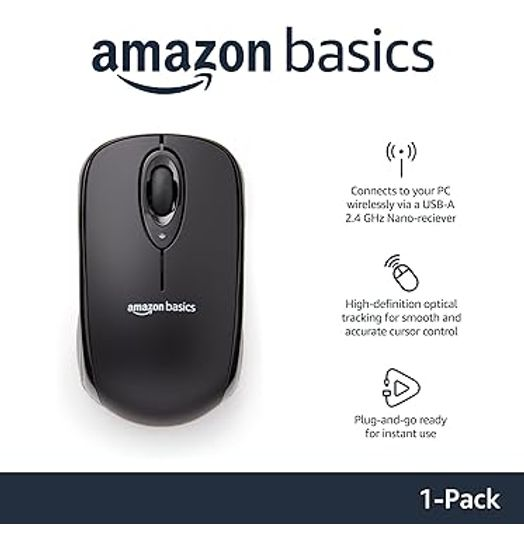 amazon basics
Connects to your PC
wirelessly via a USB-A
2.4 GHz Nano-reciever
amazon basics
High-definition optical
tracking for smooth and
accurate cursor control
Plug-and-go ready
for instant use
1-Pack